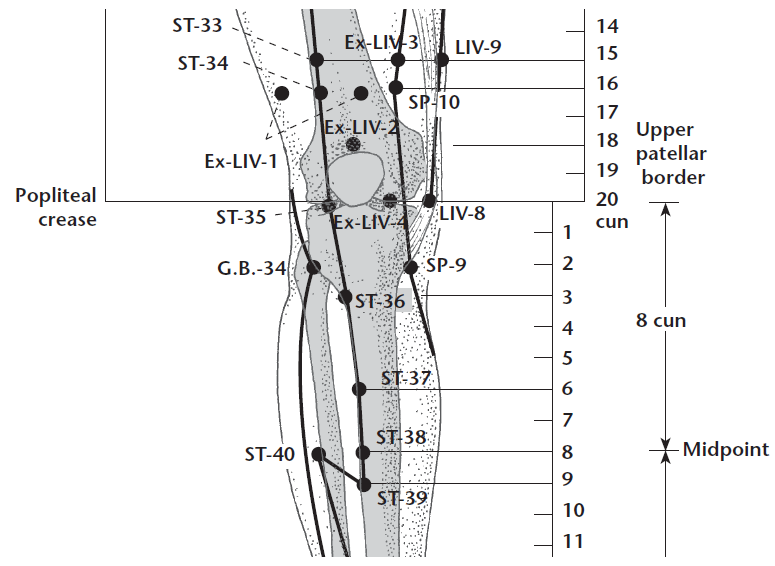 ST-33
ST-34
Ex-LIV-3
LIV-9
SP-10
Ex-LIV-2
Ex-LIV-1
Popliteal
crease
ST-35
Ex-LIV-4
LIV-8
G.B.-34
SP-9
ST-36
ST-37
ST-38
ST-40
ST-39
14
15
16
17
18
19
20
cun
Upper
patellar
border
1
2
3
4
5
6
7
8
9
10
11
8 cun
Midpoint